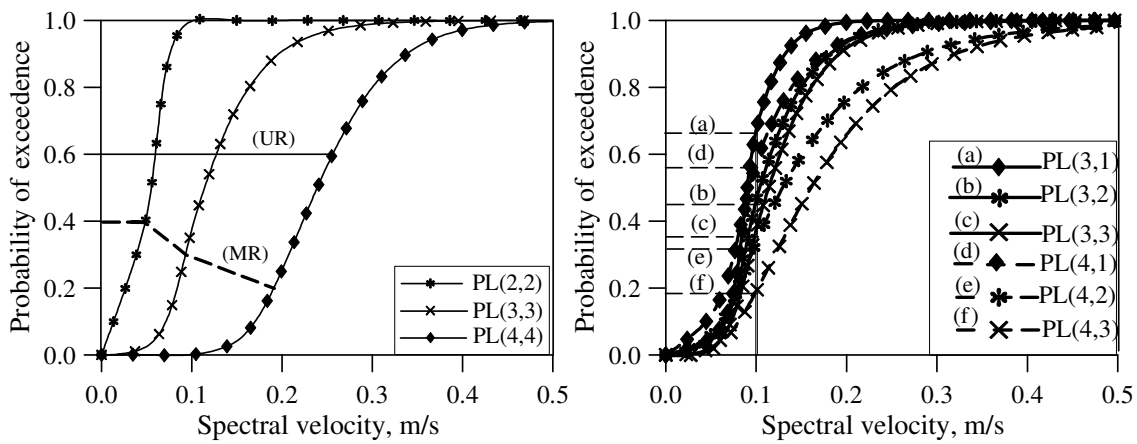 Probability of exceedence
1.0
0.8
0.6
0.4
0.2
0.0
(UR)
(MR)
PL(2,2)
PL(3,3)
PL(4,4)
0.0 0.1 0.2 0.3 0.4 0.5
Spectral velocity, m/s
Probability of exceedence
1.0
0.8
0.6
0.4
0.2
0.0
(a)
(d)
(b)
(c)
(e)
(f)
(a) PL(3,1)
(b) PL(3,2)
(c) PL(3,3)
(d) PL(4,1)
(e) PL(4,2)
(f) PL(4,3)
0.0 0.1 0.2 0.3 0.4 0.5
Spectral velocity, m/s